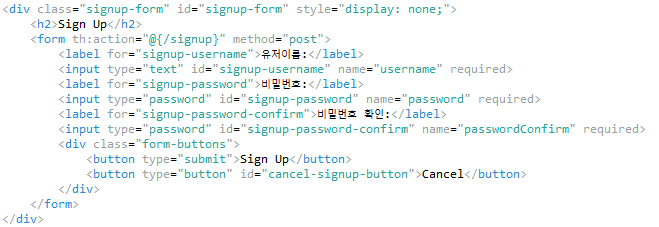 <div class="signup-form" id="signup-form" style="display: none;">
    <h2>Sign Up</h2>
    <form th:action="@{/signup}" method="post">
        <label for="signup-username">유저이름:</label>
        <input type="text" id="signup-username" name="username" required>
        <label for="signup-password">비밀번호:</label>
        <input type="password" id="signup-password" name="password" required>
        <label for="signup-password-confirm">비밀번호 확인:</label>
        <input type="password" id="signup-password-confirm" name="passwordConfirm" required>
        <div class="form-buttons">
            <button type="submit">Sign Up</button>
            <button type="button" id="cancel-signup-button">Cancel</button>
        </div>
    </form>
</div>